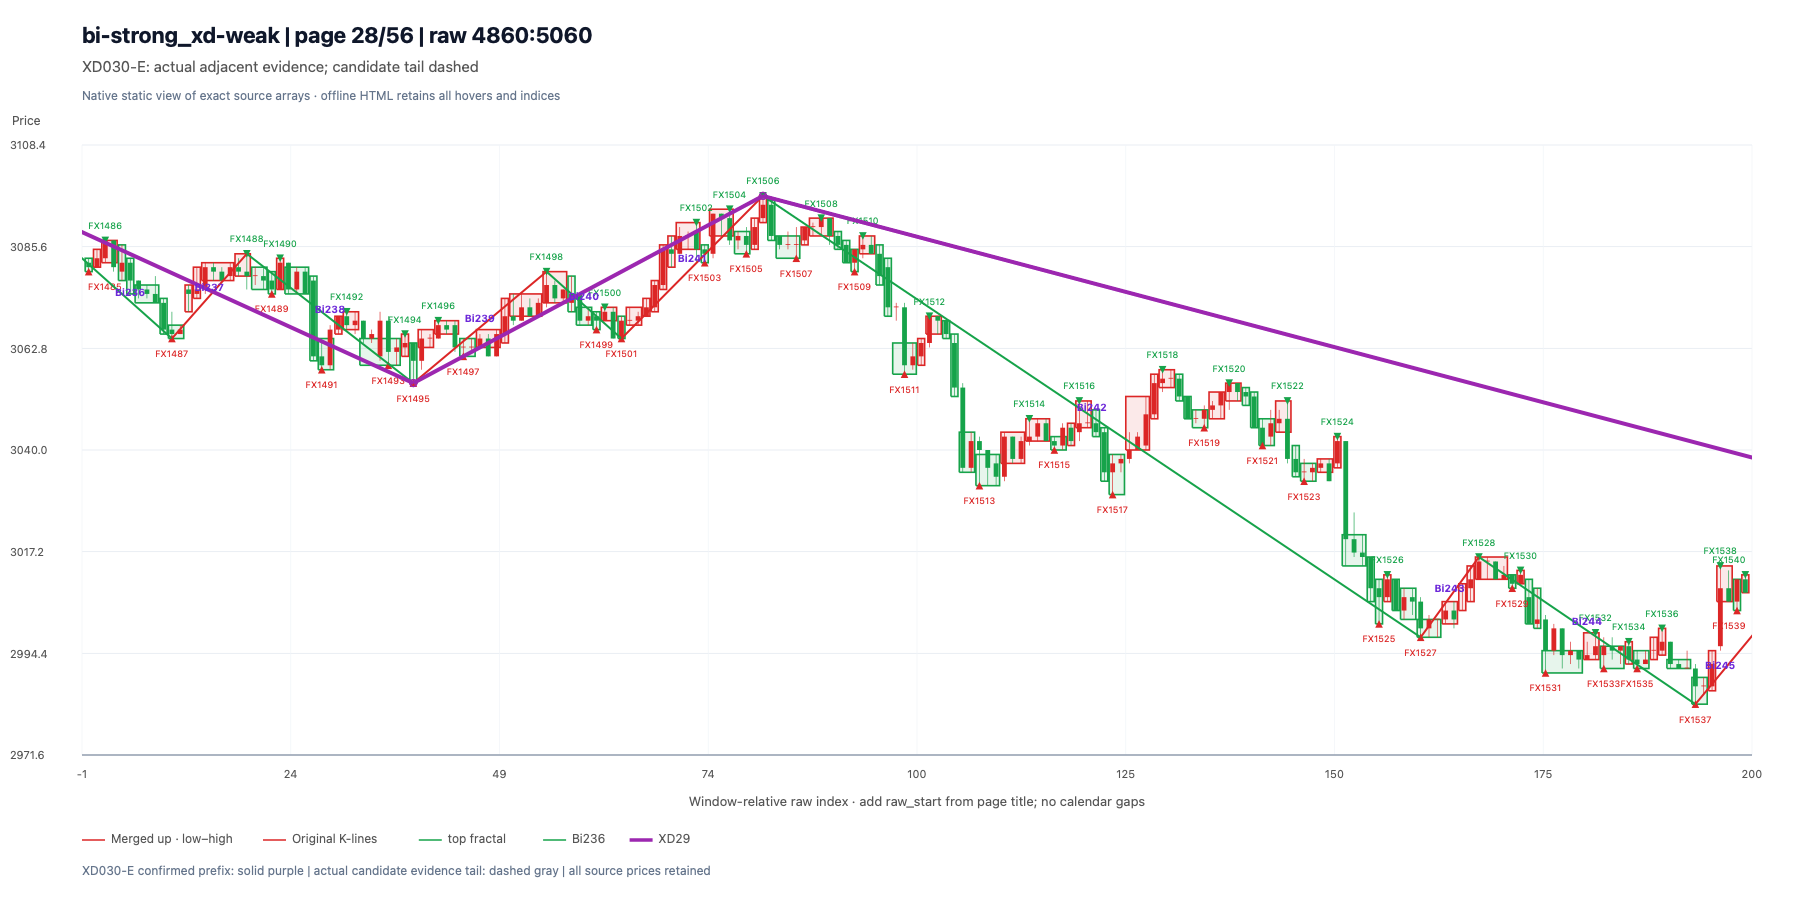 bi-strong_xd-weak | page 28/56 | raw 4860:5060
XD030-E: actual adjacent evidence; candidate tail dashed
Native static view of exact source arrays · offline HTML retains all hovers and indices
Price
3108.4
3085.6
3062.8
3040.0
3017.2
2994.4
2971.6
FX1506
FX1504
FX1502
FX1508
FX1510
FX1486
FX1488
FX1490
FX1498
Bi241
FX1503
FX1505
FX1507
FX1509
FX1485
Bi236
Bi237
FX1489
FX1492
Bi238
FX1494
FX1496
Bi239
Bi240
FX1500
FX1512
FX1487
FX1491
FX1493
FX1495
FX1497
FX1499
FX1501
FX1511
FX1518
FX1520
FX1516
FX1522
FX1514
Bi242
FX1524
FX1515
FX1519
FX1521
FX1513
FX1517
FX1523
FX1526
FX1528
FX1530
FX1538
FX1540
Bi243
FX1529
FX1525
FX1527
Bi244
FX1532
FX1534
FX1536
FX1539
FX1531
FX1533
FX1535
Bi245
FX1537
-1
24
49
74
100
125
150
175
200
Window-relative raw index · add raw_start from page title; no calendar gaps
Merged up · low–high
Original K-lines
top fractal
Bi236
XD29
XD030-E confirmed prefix: solid purple | actual candidate evidence tail: dashed gray | all source prices retained